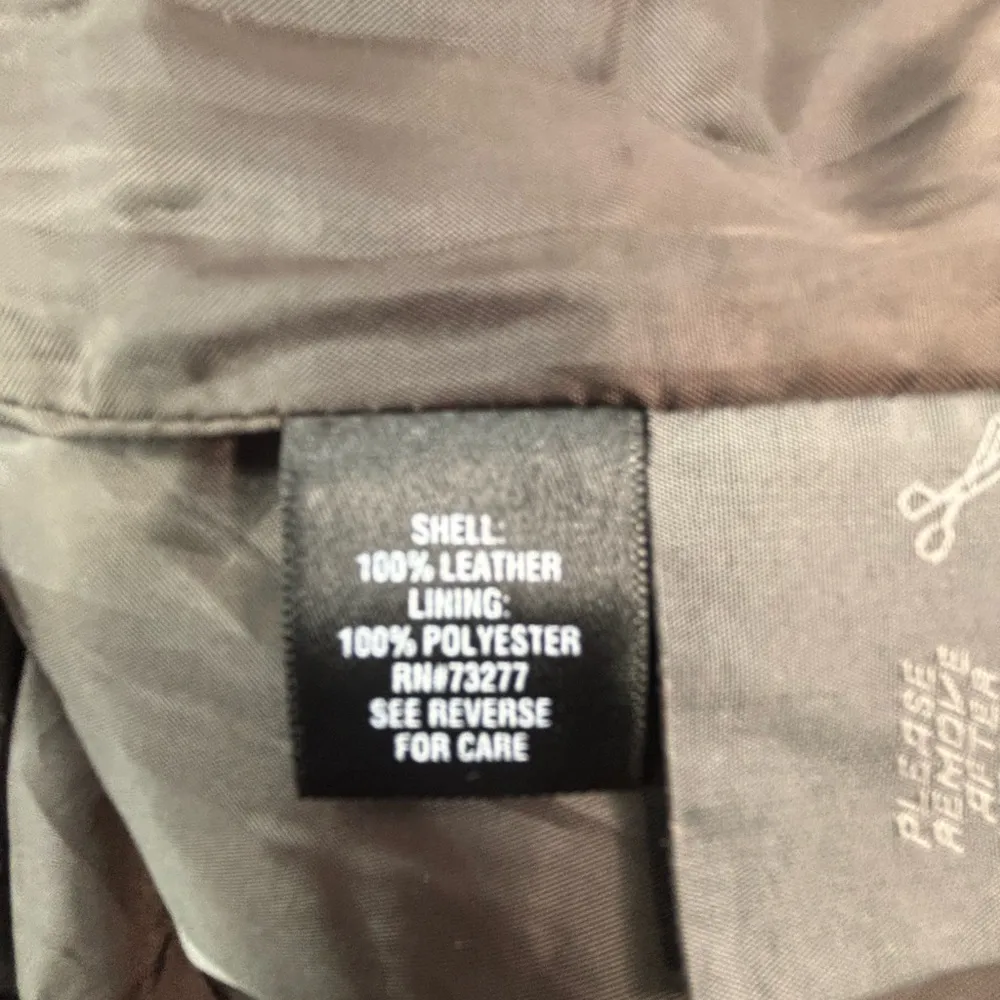 SHELL:
100% LEATHER
LINING:
100% POLYESTER
RN#73277
SEE REVERSE
FOR CARE
PLEASE
REMOVE
AFTER